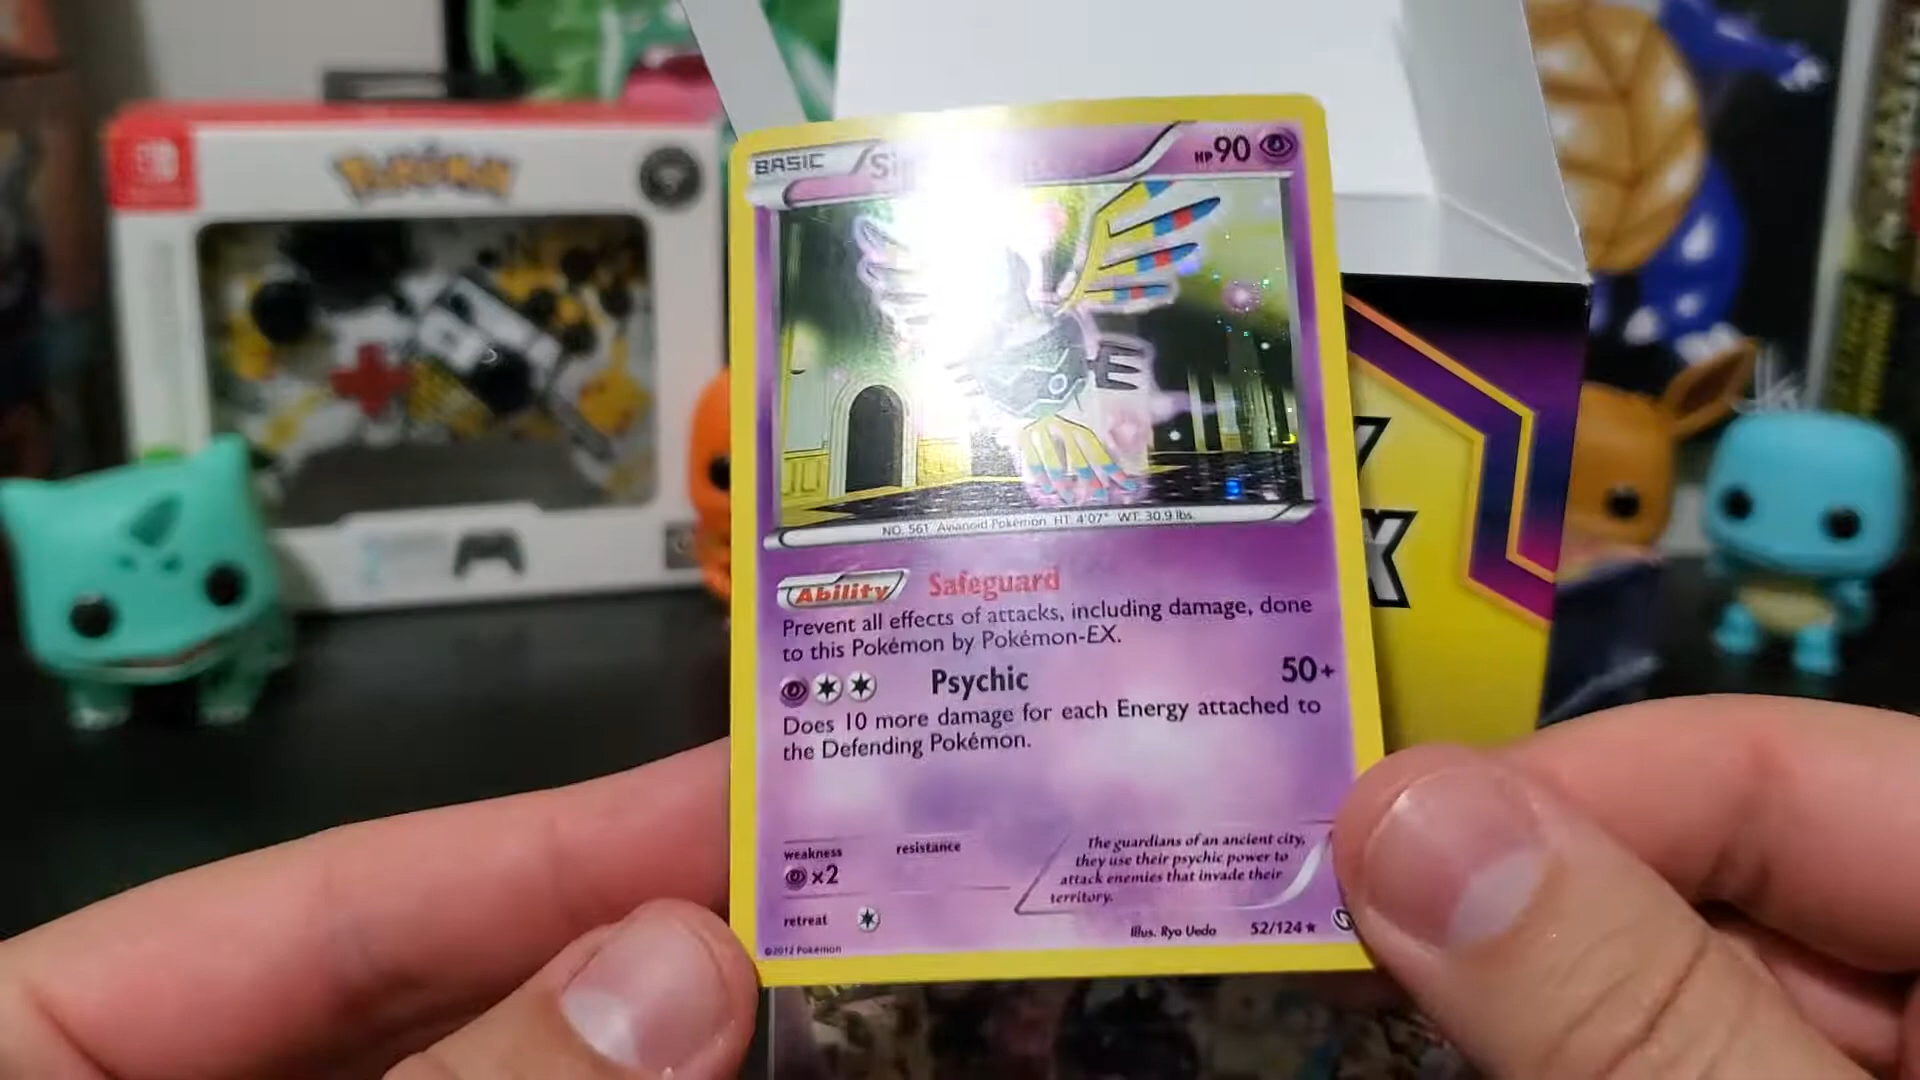 Pokémon
BASIC
HP 90
NO. 561 Avianoid Pokémon HT: 4'07" WT: 30.9 lbs.
Ability Safeguard
Prevent all effects of attacks, including damage, done
to this Pokémon by Pokémon-EX.
Psychic 50+
Does 10 more damage for each Energy attached to
the Defending Pokémon.
weakness
×2
resistance
The guardians of an ancient city,
they use their psychic power to
attack enemies that invade their
territory.
retreat
Illus. Ryo Ueda 52/124
©2012 Pokémon